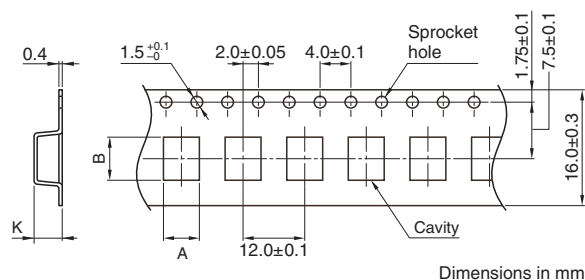 Sprocket
hole
0.4
1.5 +0.1 -0
2.0±0.05
4.0±0.1
1.75±0.1
7.5±0.1
16.0±0.3
B
K
A
12.0±0.1
Cavity
Dimensions in mm